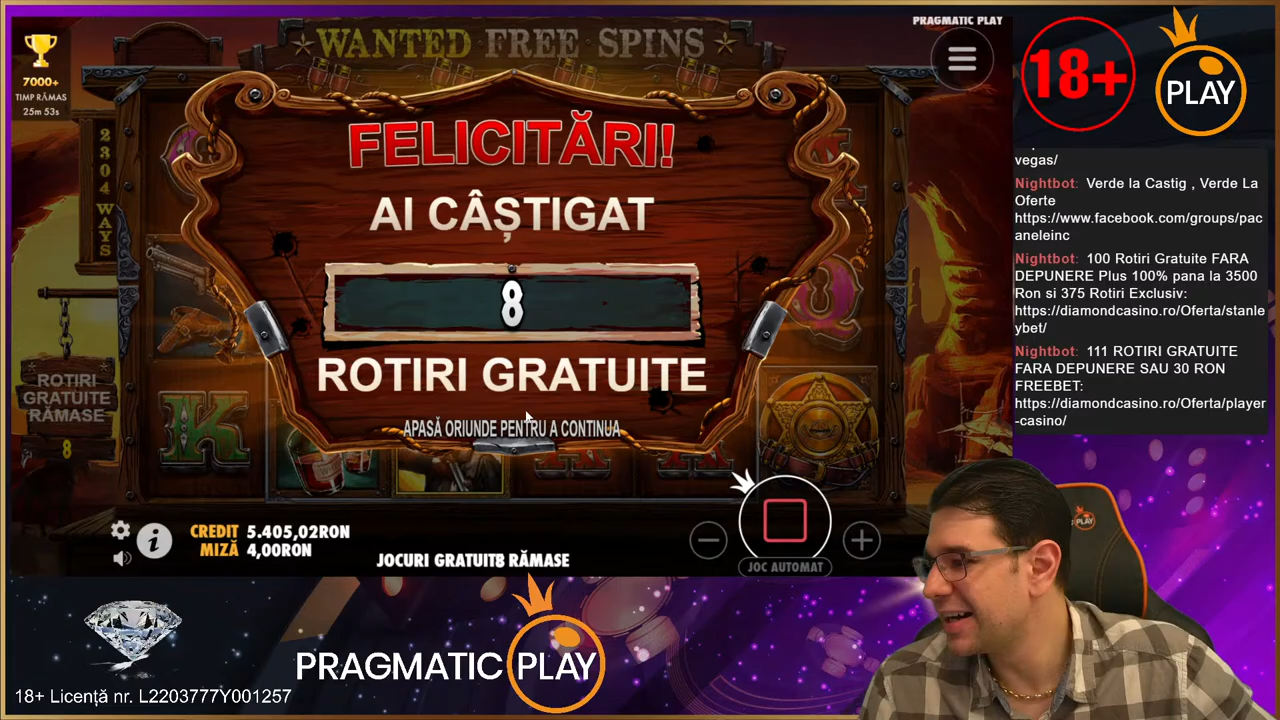 PRAGMATIC PLAY
WANTED FREE SPINS
7000+
TIMP RĂMAS
25m 53s
2304 WAYS
FELICITĂRI!
AI CÂȘTIGAT
8
ROTIRI GRATUITE
APASĂ ORIUNDE PENTRU A CONTINUA
ROTIRI
GRATUITE
RĂMASE
8
Q
K
CREDIT 5.405,02RON
MIZĂ 4,00RON
JOCURI GRATUIT8 RĂMASE
JOC AUTOMAT
18+
PLAY
vegas/
Nightbot: Verde la Castig , Verde La
Oferte
https://www.facebook.com/groups/pac
aneleinc
Nightbot: 100 Rotiri Gratuite FARA
DEPUNERE Plus 100% pana la 3500
Ron si 375 Rotiri Exclusiv:
https://diamondcasino.ro/Oferta/stanle
ybet/
Nightbot: 111 ROTIRI GRATUITE
FARA DEPUNERE SAU 30 RON
FREEBET:
https://diamondcasino.ro/Oferta/player
-casino/
PLAY
PRAGMATIC PLAY
18+ Licență nr. L2203777Y001257